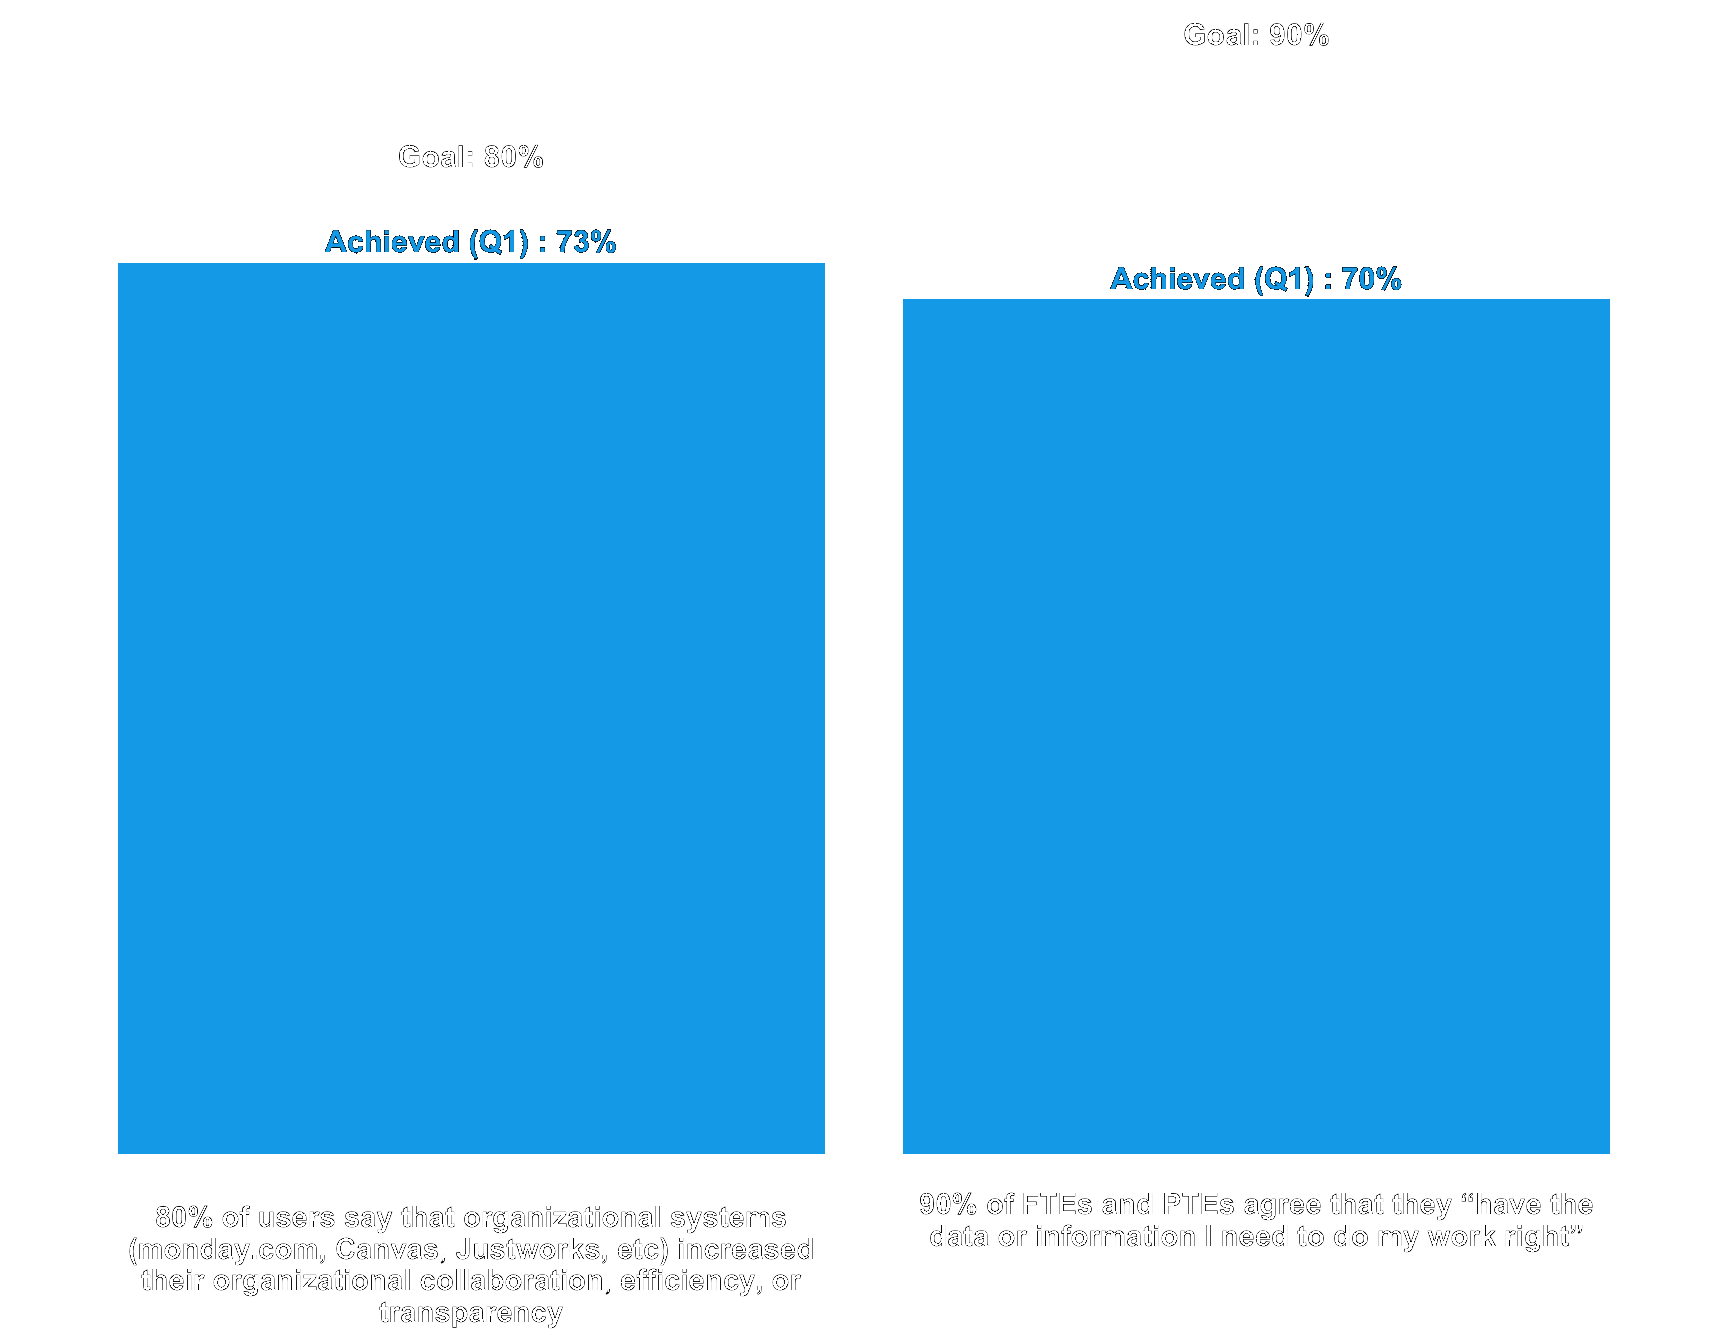 Goal: 90%
Goal: 80%
Achieved (Q1) : 73%
Achieved (Q1) : 70%
80% of users say that organizational systems
(monday.com, Canvas, Justworks, etc) increased
their organizational collaboration, efficiency, or
transparency
90% of FTEs and PTEs agree that they “have the
data or information I need to do my work right”